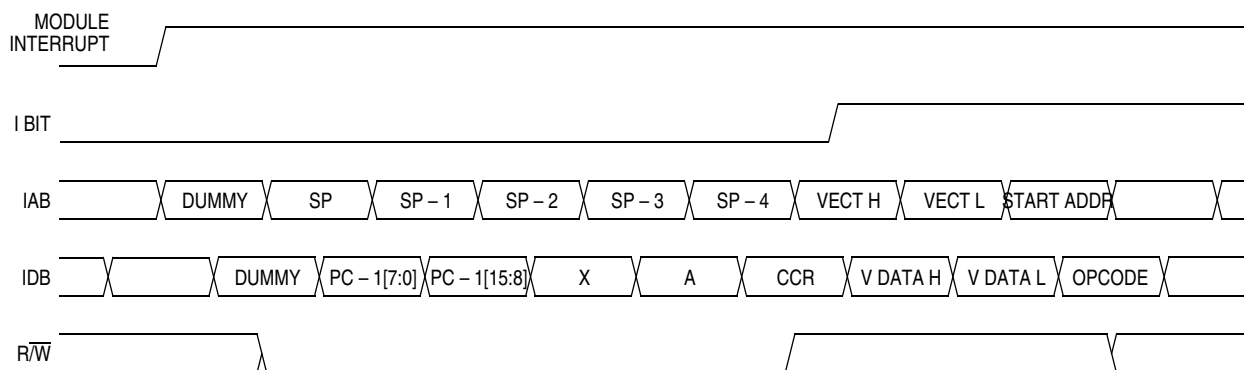 MODULE
INTERRUPT
I BIT
IAB DUMMY SP SP – 1 SP – 2 SP – 3 SP – 4 VECT H VECT L START ADDR
IDB DUMMY PC – 1[7:0] PC – 1[15:8] X A CCR V DATA H V DATA L OPCODE
R/W̅